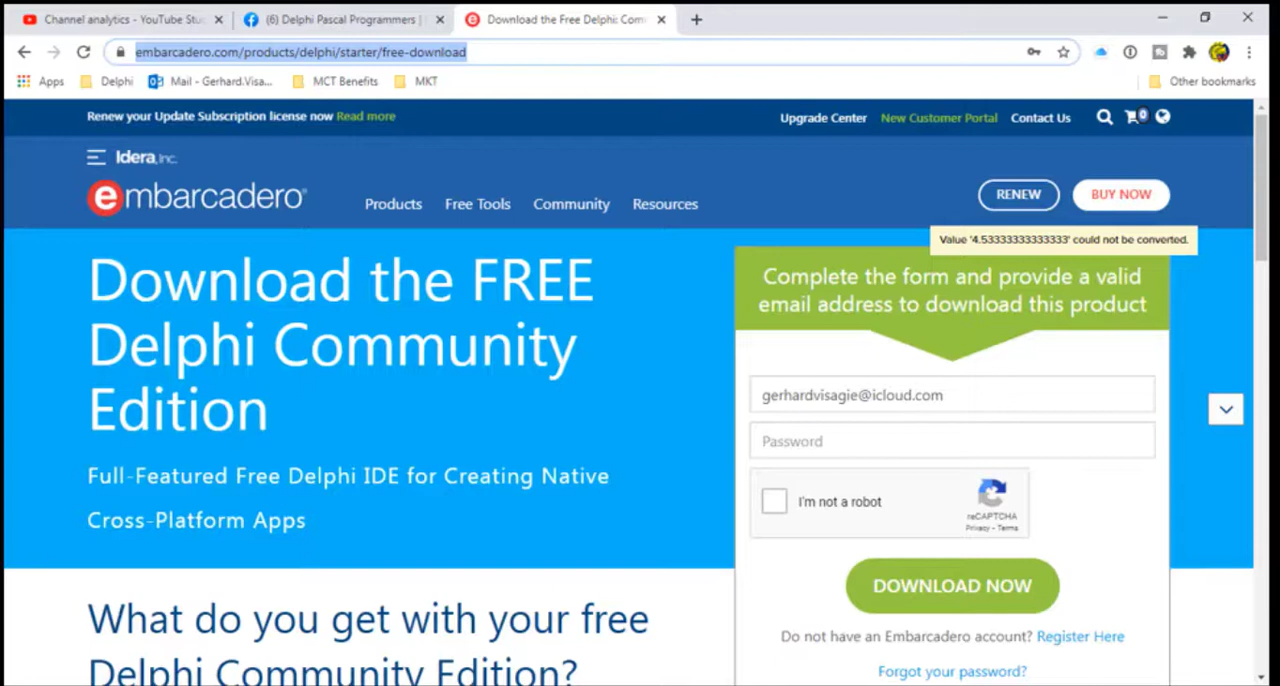 Channel analytics - YouTube Stu
(6) Delphi Pascal Programmers |
Download the Free Delphi: Com
embarcadero.com/products/delphi/starter/free-download
Apps
Delphi
Mail - Gerhard.Visa...
MCT Benefits
MKT
Other bookmarks
Renew your Update Subscription license now Read more
Upgrade Center
New Customer Portal
Contact Us
0
Idera, Inc.
embarcadero®
Products
Free Tools
Community
Resources
RENEW
BUY NOW
Value '4.53333333333333' could not be converted.
Download the FREE
Delphi Community
Edition
Full-Featured Free Delphi IDE for Creating Native
Cross-Platform Apps
Complete the form and provide a valid
email address to download this product
gerhardvisagie@icloud.com
Password
I'm not a robot
reCAPTCHA
Privacy - Terms
DOWNLOAD NOW
Do not have an Embarcadero account? Register Here
Forgot your password?
What do you get with your free
Delphi Community Edition?